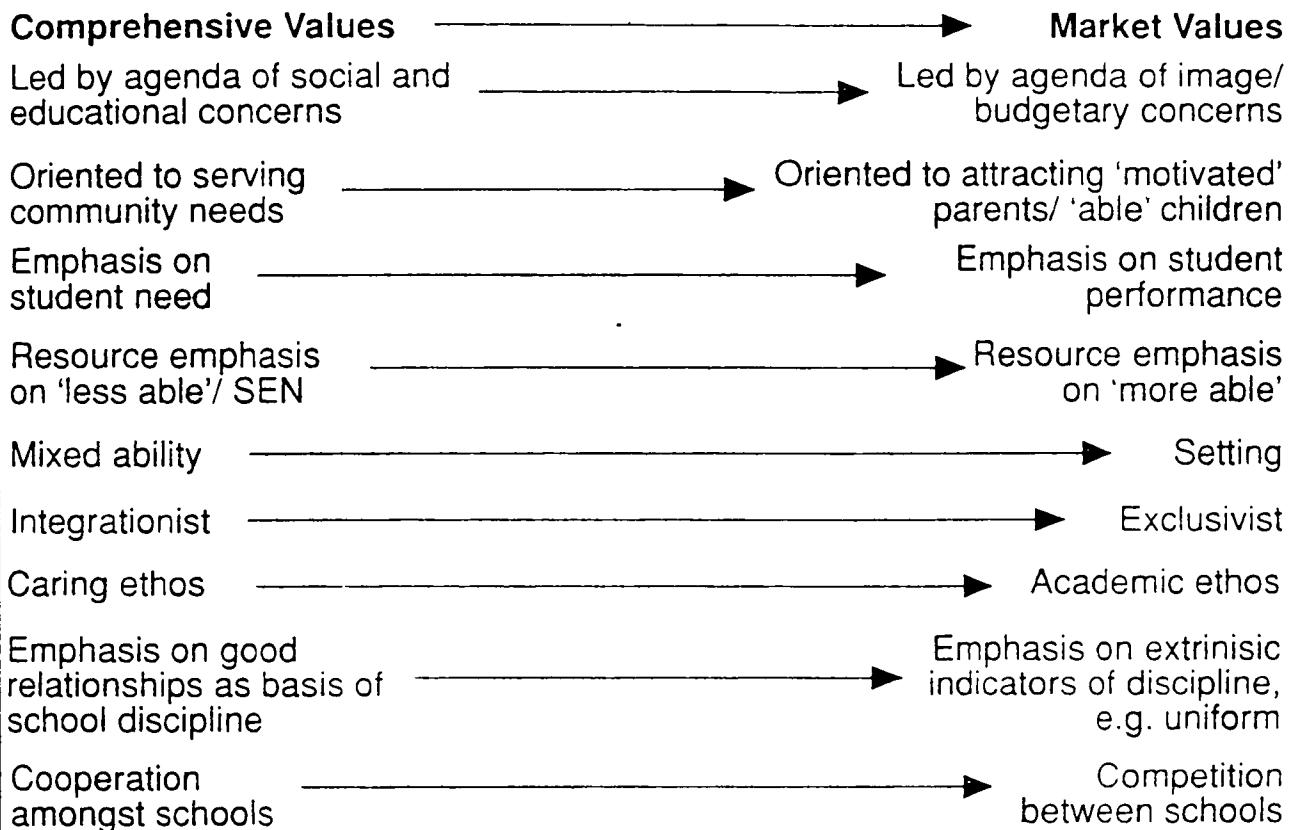 Comprehensive Values Market Values
Led by agenda of social and
educational concerns
Led by agenda of image/
budgetary concerns
Oriented to serving
community needs
Oriented to attracting ‘motivated’
parents/ ‘able’ children
Emphasis on
student need
Emphasis on student
performance
Resource emphasis
on ‘less able’/ SEN
Resource emphasis
on ‘more able’
Mixed ability
Setting
Integrationist
Exclusivist
Caring ethos
Academic ethos
Emphasis on good
relationships as basis of
school discipline
Emphasis on extrinisic
indicators of discipline,
e.g. uniform
Cooperation
amongst schools
Competition
between schools